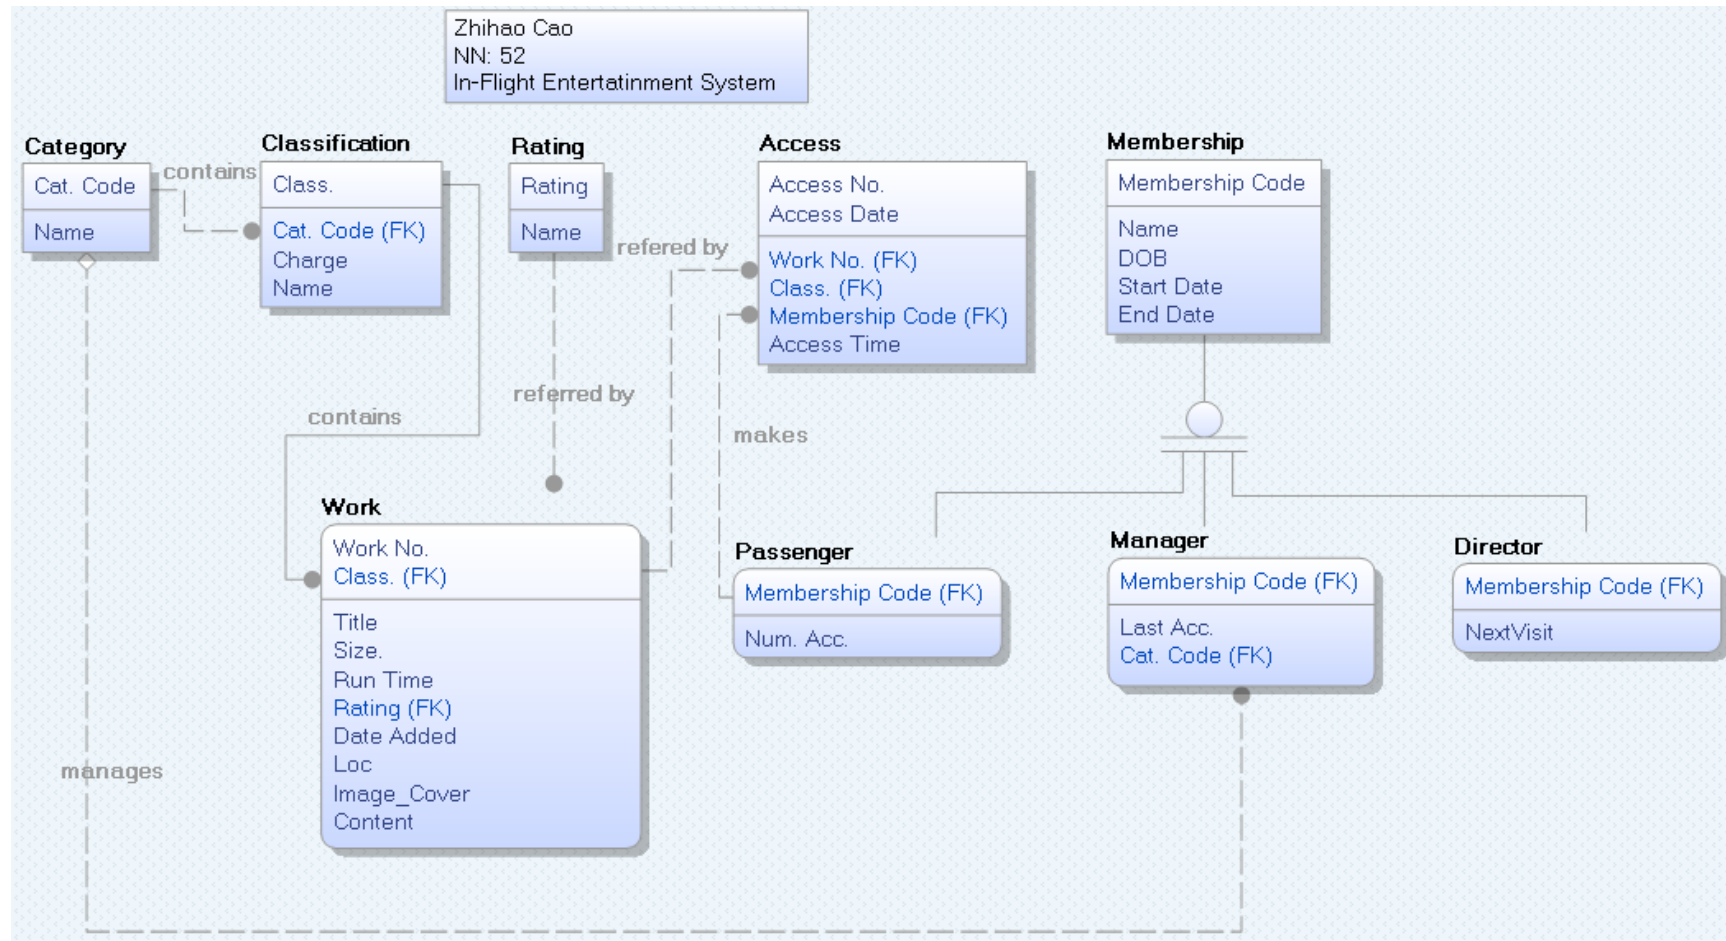 Zhihao Cao
NN: 52
In-Flight Entertatinment System
Category
Cat. Code
Name
contains
Classification
Class.
Cat. Code (FK)
Charge
Name
Rating
Rating
Name
refered by
Access
Access No.
Access Date
Work No. (FK)
Class. (FK)
Membership Code (FK)
Access Time
Membership
Membership Code
Name
DOB
Start Date
End Date
referred by
contains
makes
Work
Work No.
Class. (FK)
Title
Size.
Run Time
Rating (FK)
Date Added
Loc
Image_Cover
Content
Passenger
Membership Code (FK)
Num. Acc.
Manager
Membership Code (FK)
Last Acc.
Cat. Code (FK)
Director
Membership Code (FK)
NextVisit
manages